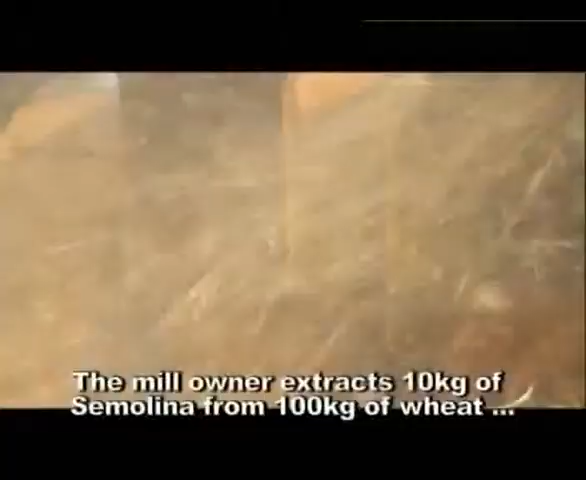 The mill owner extracts 10kg of
Semolina from 100kg of wheat ...